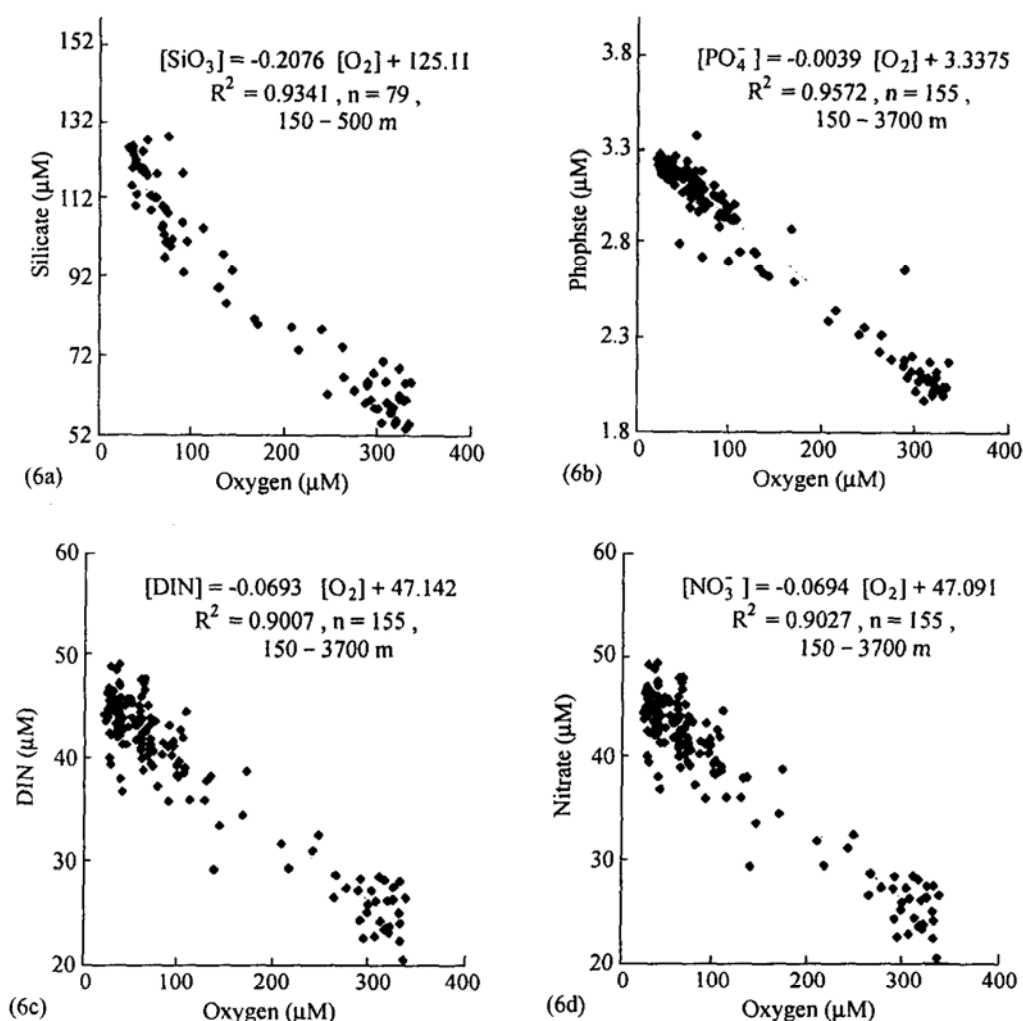 152
[SiO3] = -0.2076 [O2] + 125.11
R² = 0.9341 , n = 79 ,
150 – 500 m
132
112
92
72
52
Silicate (μM)
0 100 200 300 400
(6a) Oxygen (μM)
3.8
[PO4⁻] = -0.0039 [O2] + 3.3375
R² = 0.9572 , n = 155 ,
150 – 3700 m
3.3
2.8
2.3
1.8
Phophste (μM)
0 100 200 300 400
(6b) Oxygen (μM)
60
[DIN] = -0.0693 [O2] + 47.142
R² = 0.9007 , n = 155 ,
150 – 3700 m
50
40
30
20
DIN (μM)
0 100 200 300 400
(6c) Oxygen (μM)
60
[NO3⁻] = -0.0694 [O2] + 47.091
R² = 0.9027 , n = 155 ,
150 – 3700 m
50
40
30
20
Nitrate (μM)
0 100 200 300 400
(6d) Oxygen (μM)